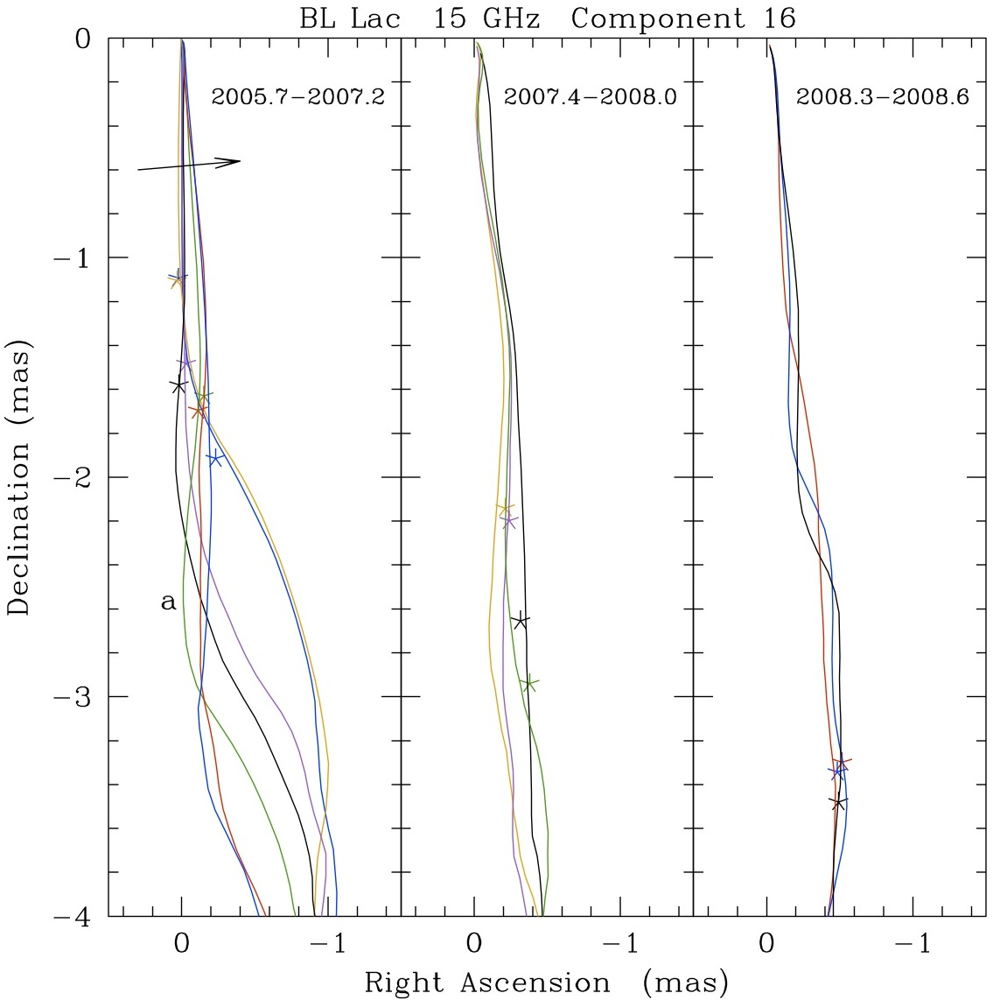 BL Lac 15 GHz Component 16
2005.7−2007.2 2007.4−2008.0 2008.3−2008.6
0
−1
−2
−3
−4
a
Declination (mas)
0 −1 0 −1 0 −1
Right Ascension (mas)